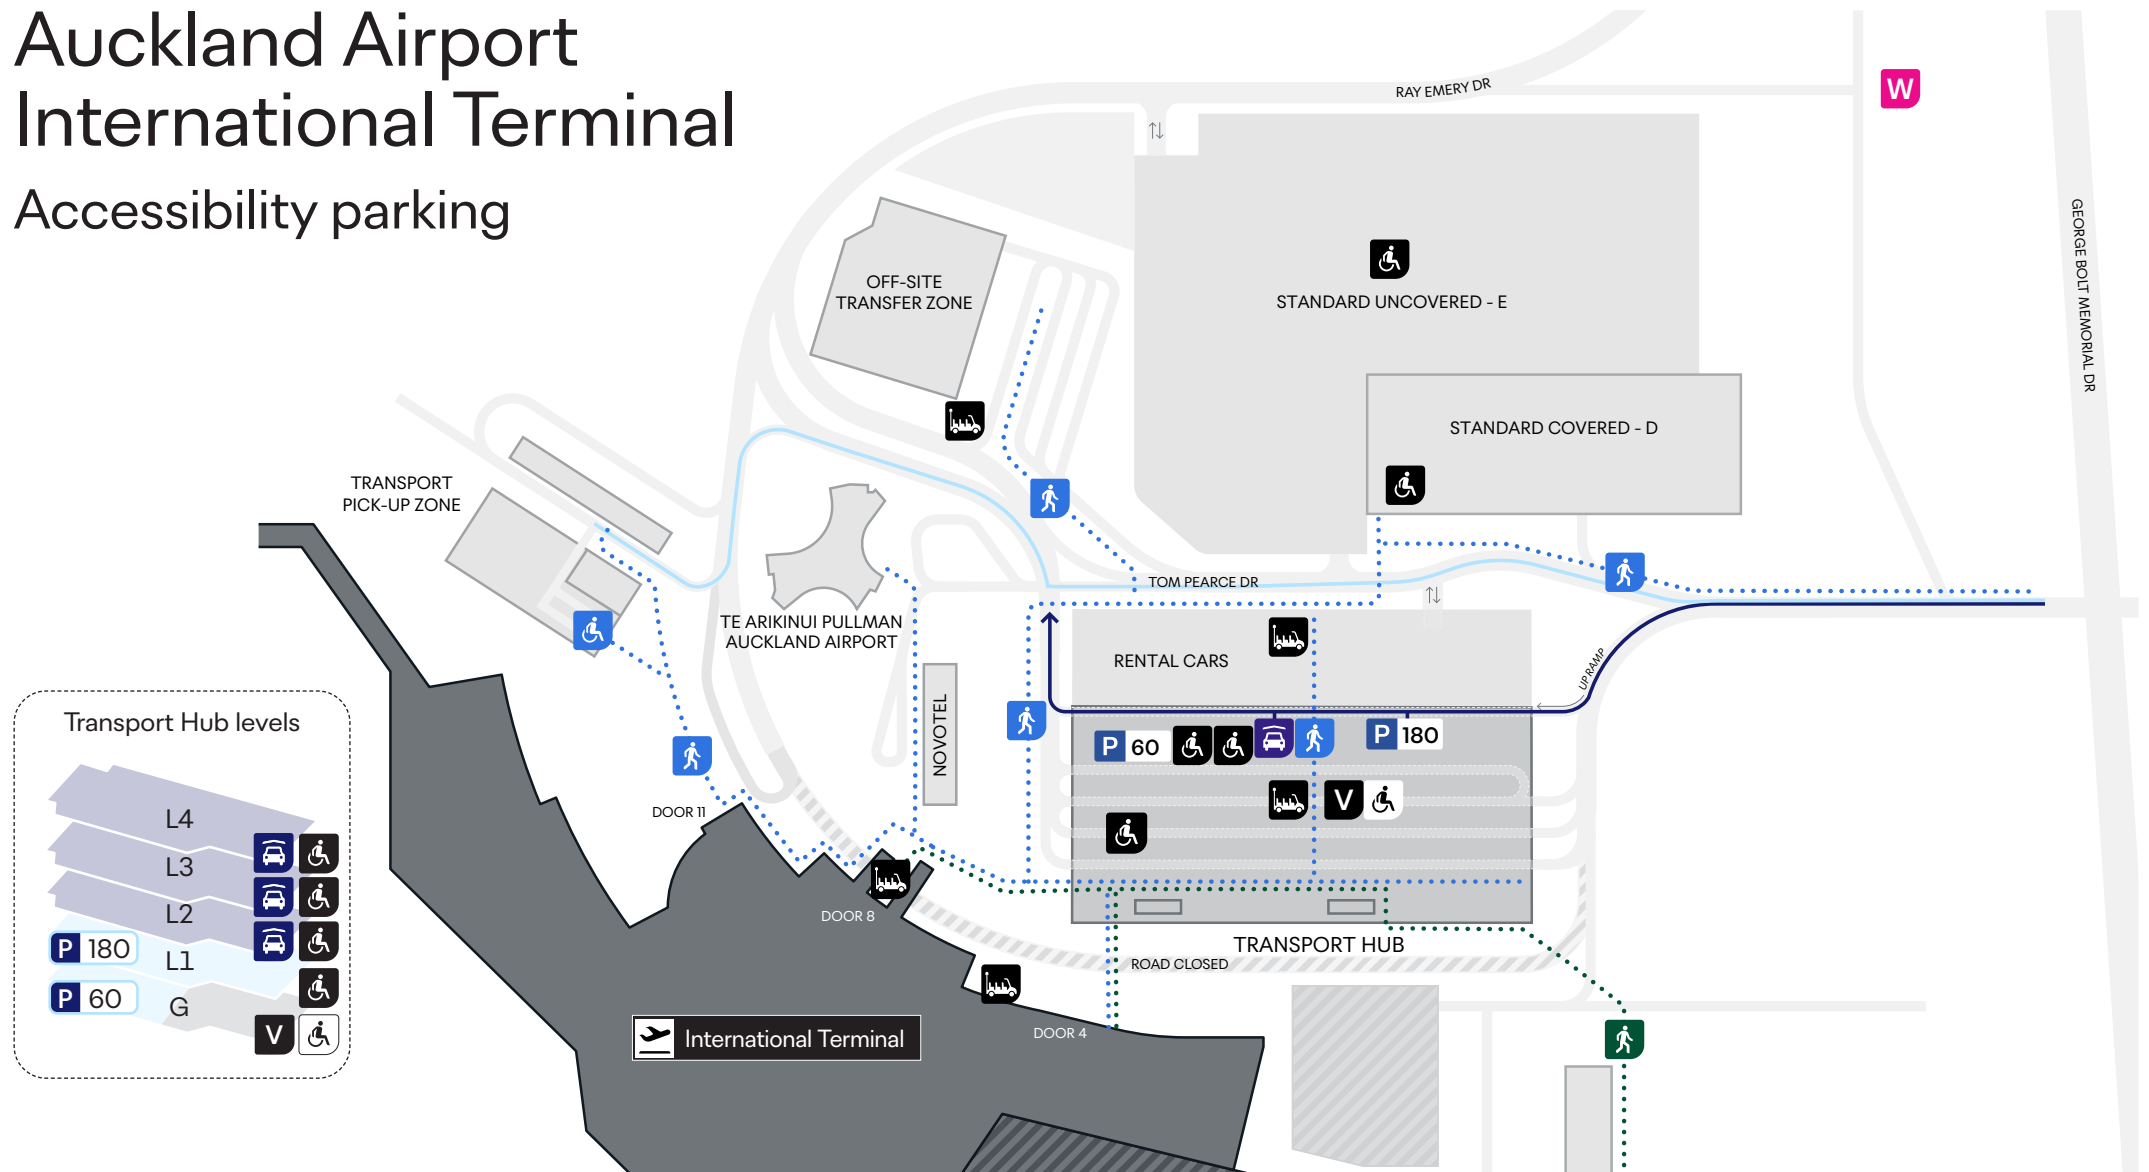 Auckland Airport
International Terminal
Accessibility parking
RAY EMERY DR
W
GEORGE BOLT MEMORIAL DR
OFF-SITE
TRANSFER ZONE
STANDARD UNCOVERED - E
STANDARD COVERED - D
TRANSPORT
PICK-UP ZONE
TOM PEARCE DR
TE ARIKINUI PULLMAN
AUCKLAND AIRPORT
RENTAL CARS
UP RAMP
NOVOTEL
P 60
P 180
V
DOOR 11
DOOR 8
TRANSPORT HUB
ROAD CLOSED
DOOR 4
International Terminal
Transport Hub levels
L4
L3
L2
P 180
L1
P 60
G
V